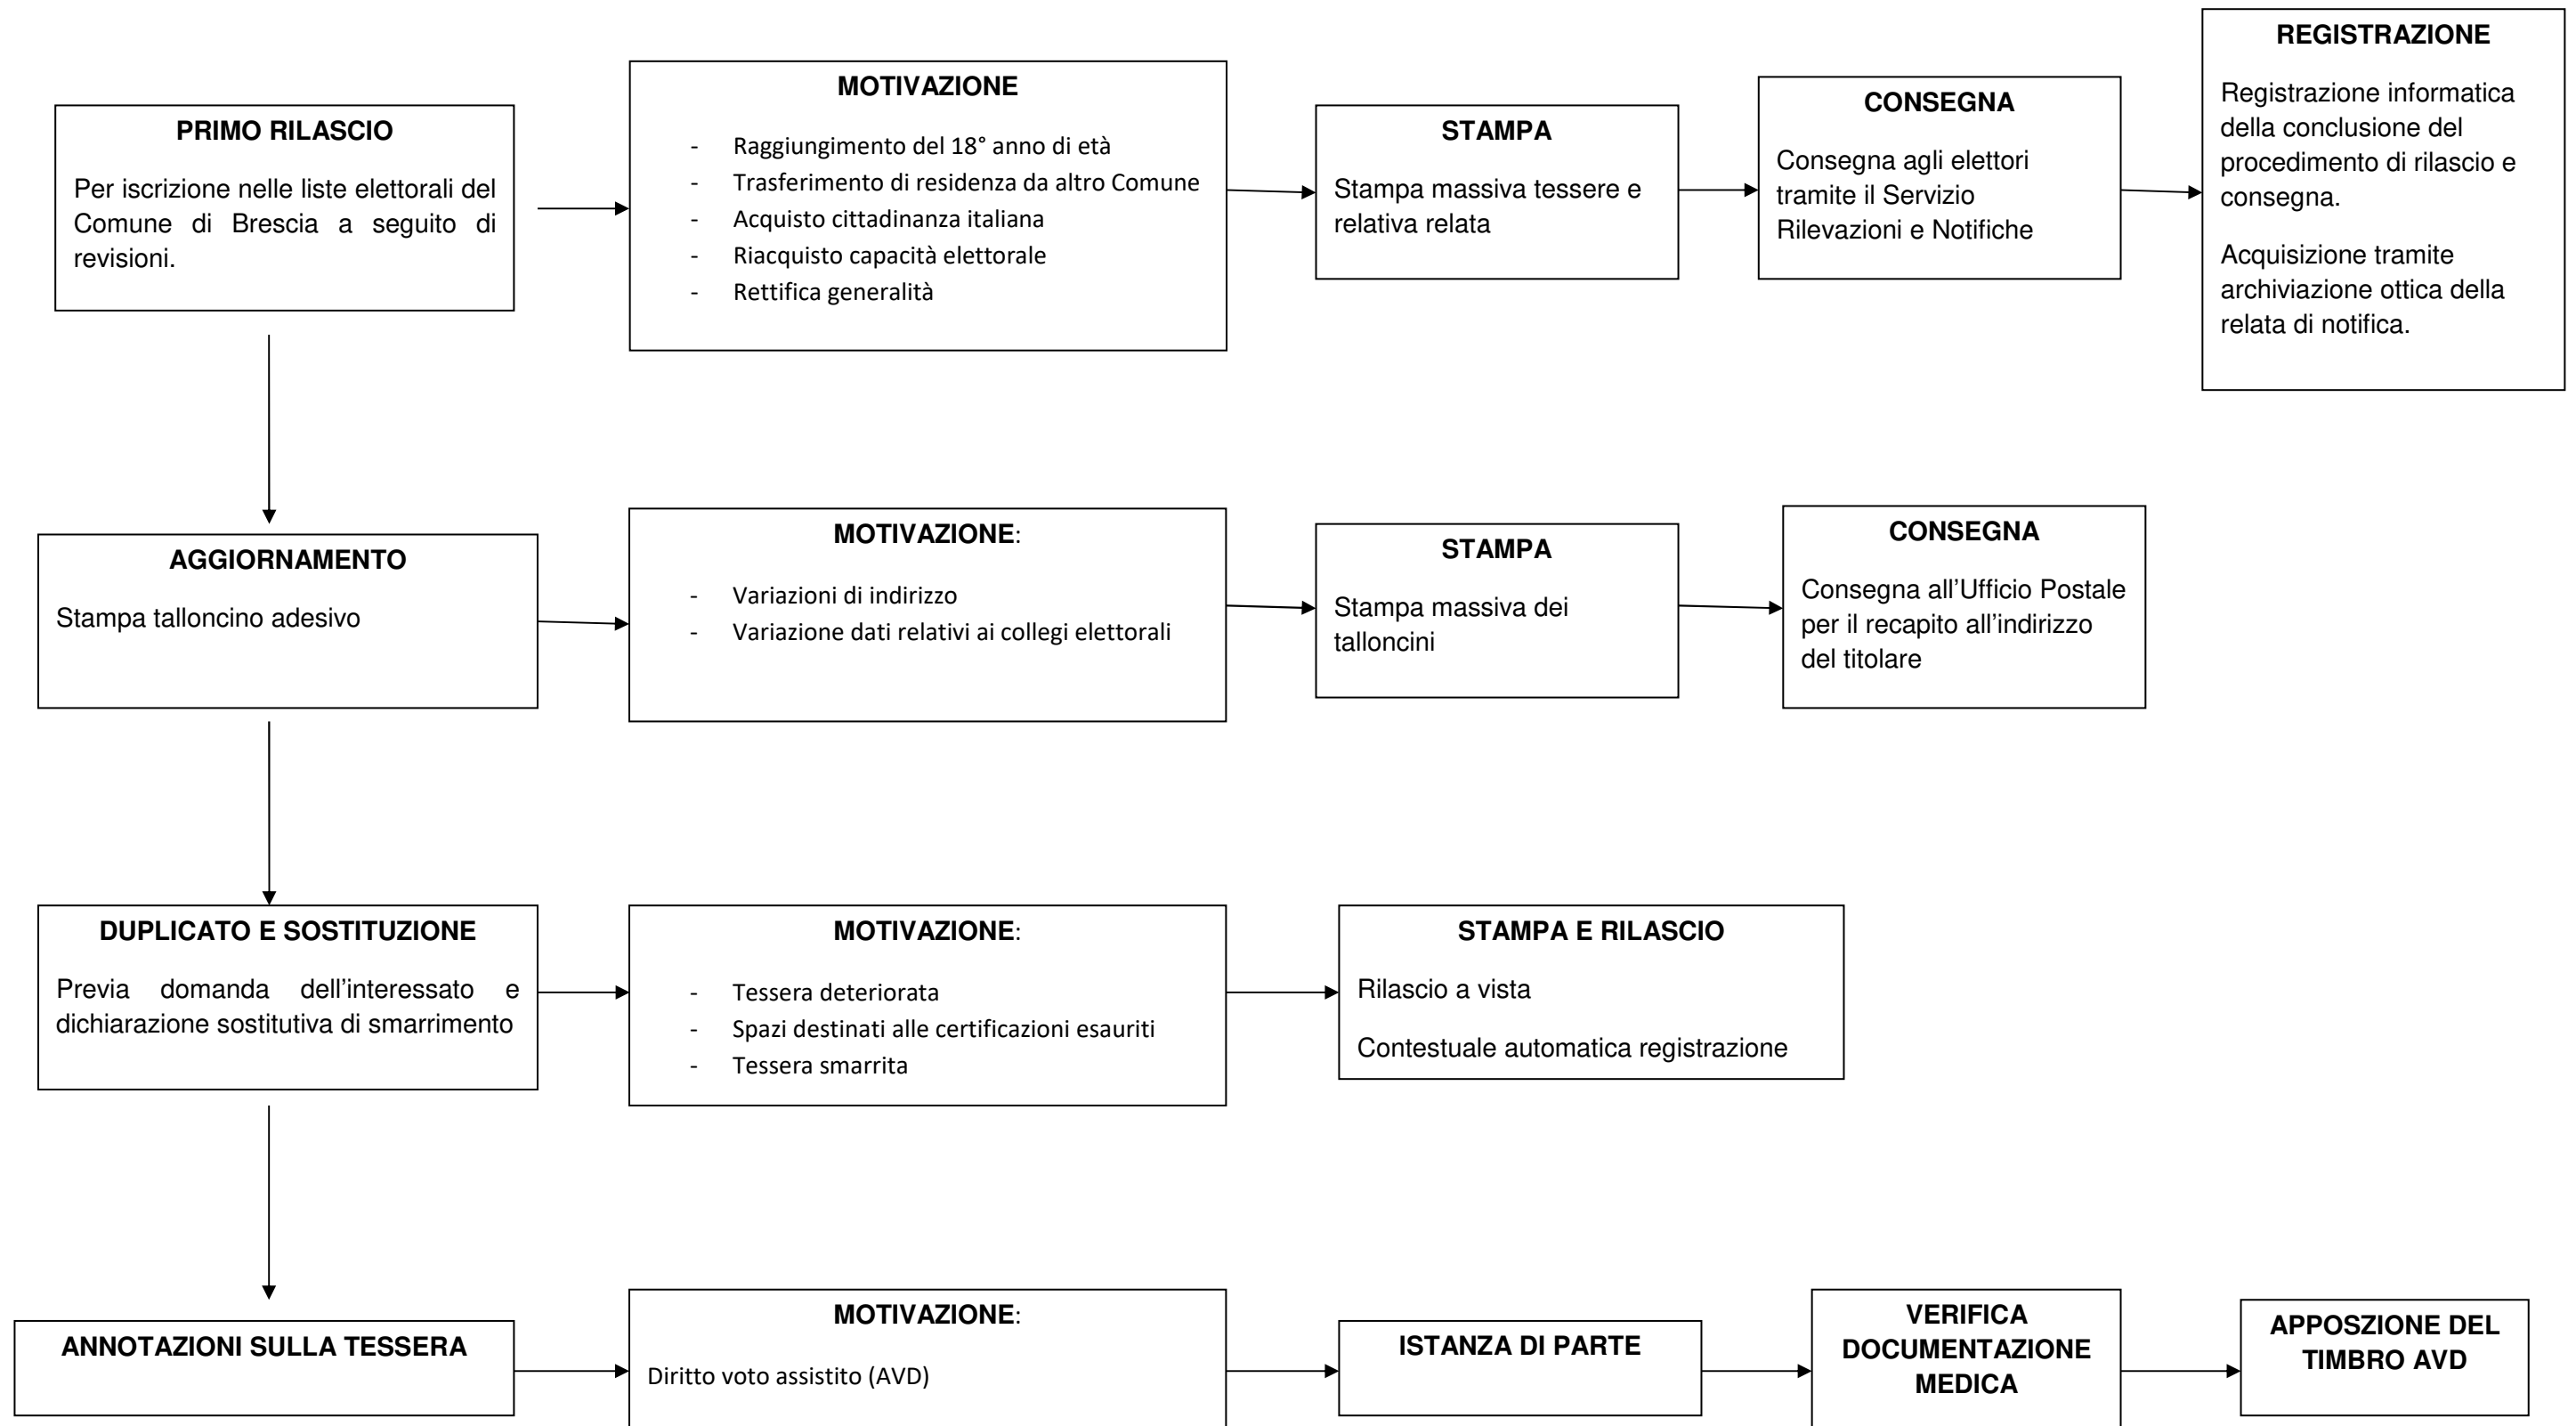 PRIMO RILASCIO
Per iscrizione nelle liste elettorali del
Comune di Brescia a seguito di
revisioni.
MOTIVAZIONE
- Raggiungimento del 18° anno di età
- Trasferimento di residenza da altro Comune
- Acquisto cittadinanza italiana
- Riacquisto capacità elettorale
- Rettifica generalità
STAMPA
Stampa massiva tessere e
relativa relata
CONSEGNA
Consegna agli elettori
tramite il Servizio
Rilevazioni e Notifiche
REGISTRAZIONE
Registrazione informatica
della conclusione del
procedimento di rilascio e
consegna.
Acquisizione tramite
archiviazione ottica della
relata di notifica.
AGGIORNAMENTO
Stampa talloncino adesivo
MOTIVAZIONE:
- Variazioni di indirizzo
- Variazione dati relativi ai collegi elettorali
STAMPA
Stampa massiva dei
talloncini
CONSEGNA
Consegna all’Ufficio Postale
per il recapito all’indirizzo
del titolare
DUPLICATO E SOSTITUZIONE
Previa domanda dell’interessato e
dichiarazione sostitutiva di smarrimento
MOTIVAZIONE:
- Tessera deteriorata
- Spazi destinati alle certificazioni esauriti
- Tessera smarrita
STAMPA E RILASCIO
Rilascio a vista
Contestuale automatica registrazione
ANNOTAZIONI SULLA TESSERA
MOTIVAZIONE:
Diritto voto assistito (AVD)
ISTANZA DI PARTE
VERIFICA
DOCUMENTAZIONE
MEDICA
APPOSZIONE DEL
TIMBRO AVD